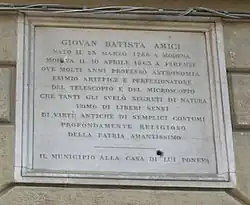 GIOVAN BATISTA AMICI
NATO IL 25 MARZO 1786 A MODENA
MORIVA IL 10 APRILE 1863 A FIRENZE
OVE MOLTI ANNI PROFESSÒ ASTRONOMIA
ESIMIO ARTEFICE E PERFEZIONATORE
DEL TELESCOPIO E DEL MICROSCOPIO
CHE TANTI GLI SVELÒ SEGRETI DI NATURA
UOMO DI LIBERI SENSI
DI VIRTÙ ANTICHE DI SEMPLICI COSTUMI
PROFONDAMENTE RELIGIOSO
DELLA PATRIA AMANTISSIMO
IL MUNICIPIO ALLA CASA DI LUI PONEVA